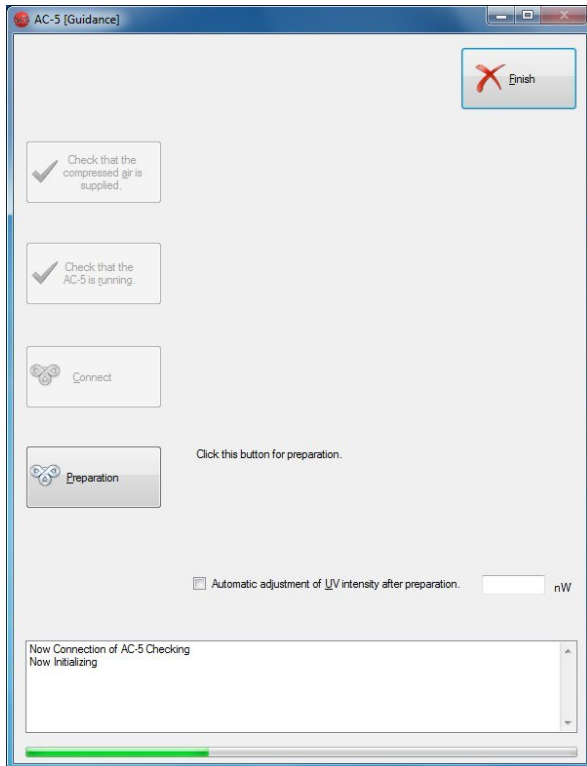 AC-5 [Guidance]
Finish
Check that the
compressed air is
supplied.
Check that the
AC-5 is running.
Connect
Preparation
Click this button for preparation.
Automatic adjustment of UV intensity after preparation.
nW
Now Connection of AC-5 Checking
Now Initializing